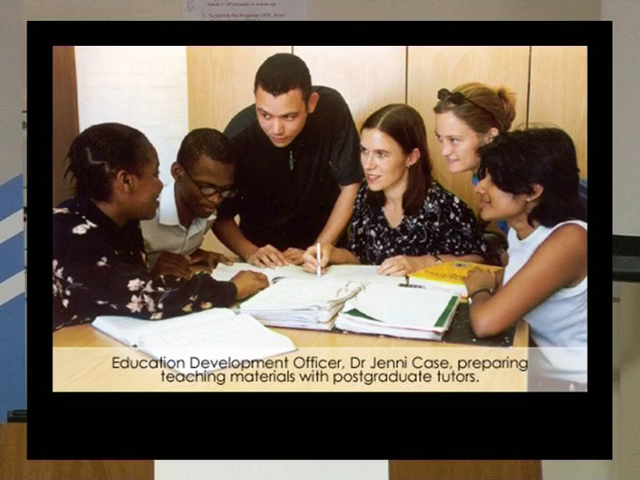 Education Development Officer, Dr Jenni Case, preparing
teaching materials with postgraduate tutors.